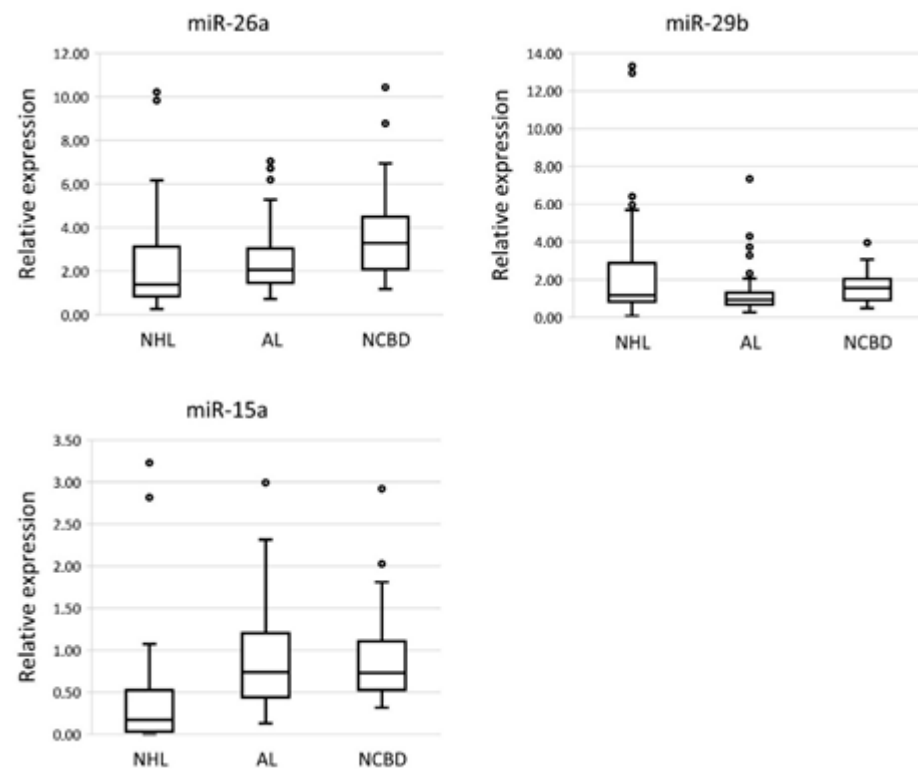 miR-26a
Relative expression
12.00
10.00
8.00
6.00
4.00
2.00
0.00
NHL AL NCBD
miR-29b
Relative expression
14.00
12.00
10.00
8.00
6.00
4.00
2.00
0.00
NHL AL NCBD
miR-15a
Relative expression
3.50
3.00
2.50
2.00
1.50
1.00
0.50
0.00
NHL AL NCBD